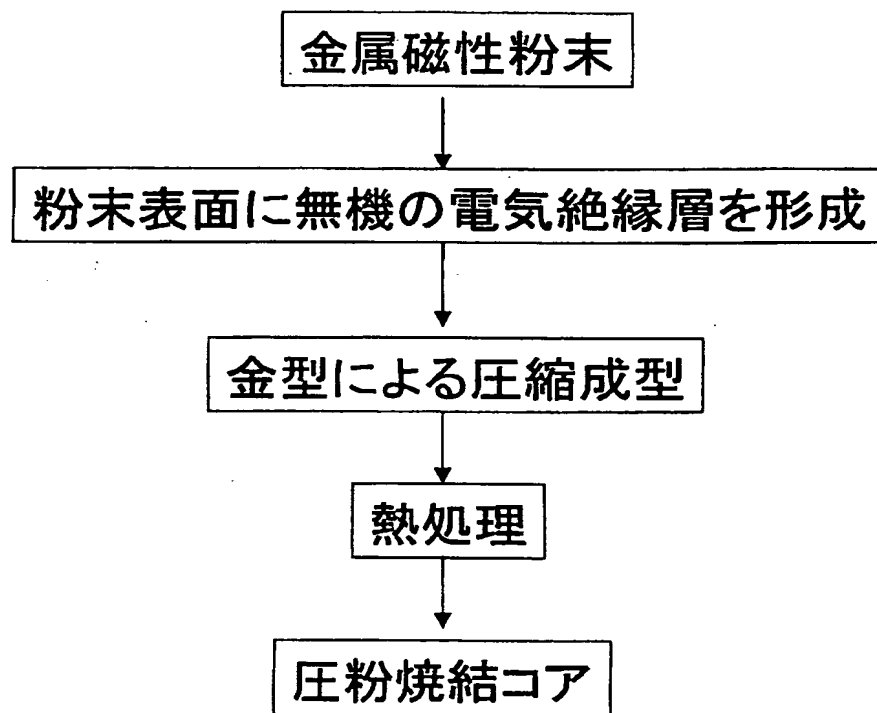 金属磁性粉末
粉末表面に無機の電気絶縁層を形成
金型による圧縮成型
熱処理
圧粉焼結コア